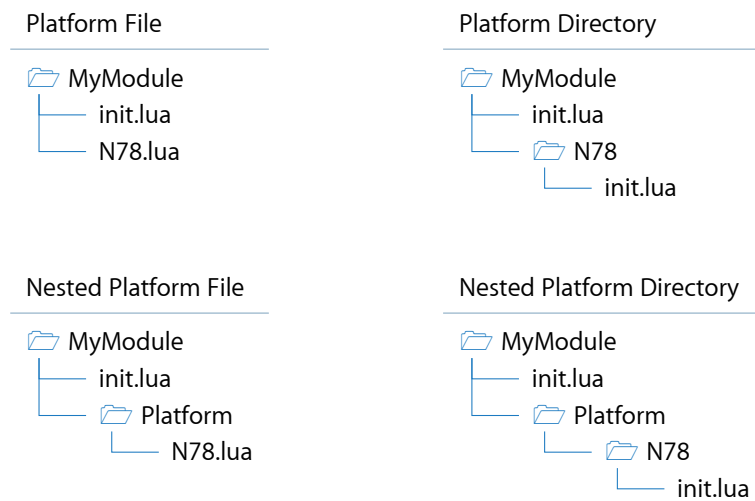 Platform File
MyModule
init.lua
N78.lua
Platform Directory
MyModule
init.lua
N78
init.lua
Nested Platform File
MyModule
init.lua
Platform
N78.lua
Nested Platform Directory
MyModule
init.lua
Platform
N78
init.lua